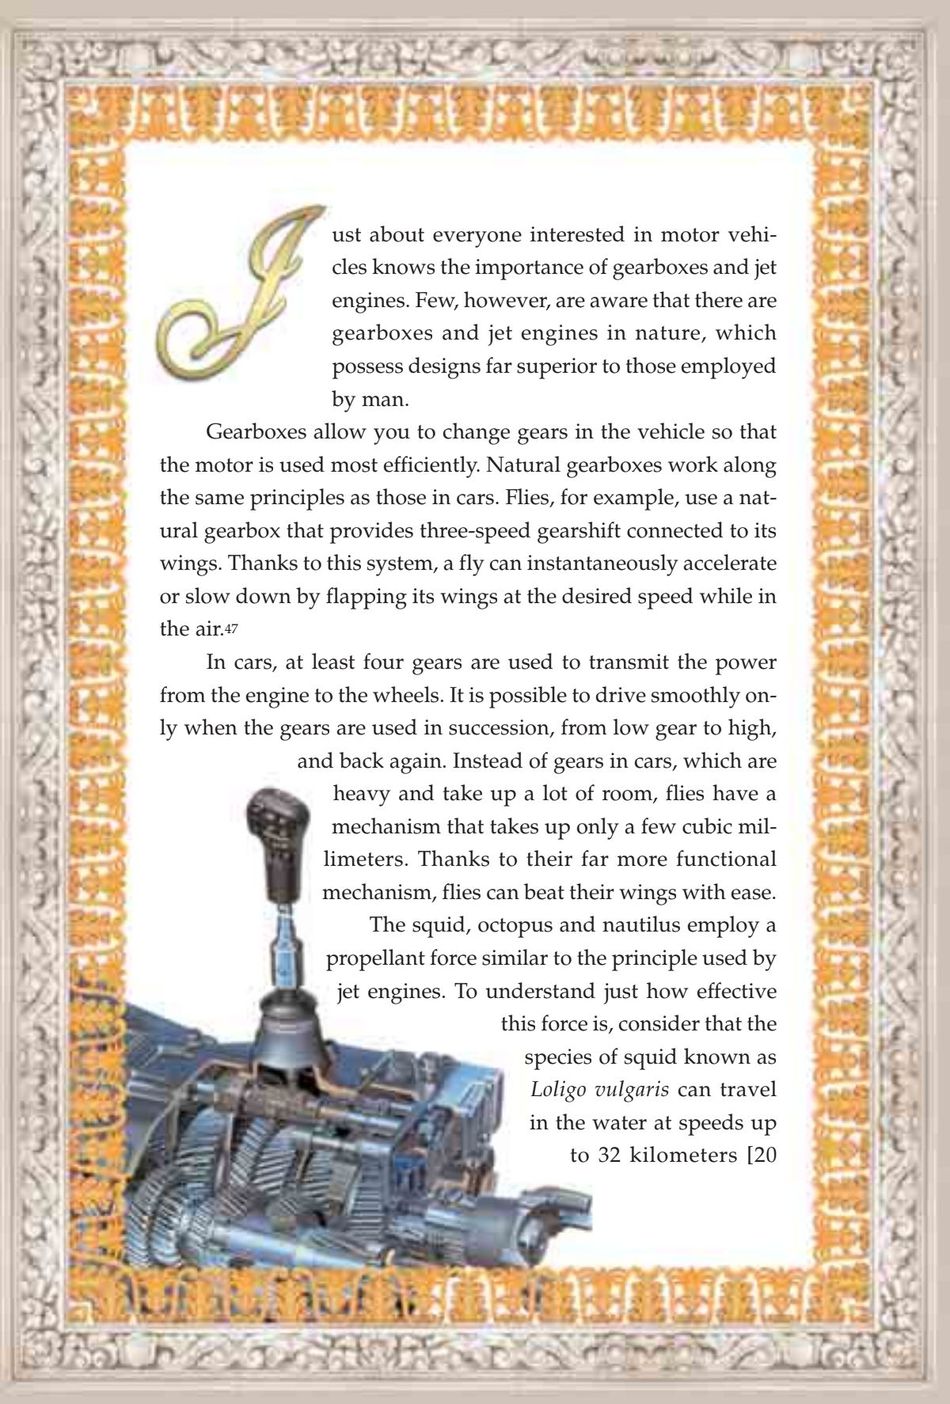 Just about everyone interested in motor vehi-
cles knows the importance of gearboxes and jet
engines. Few, however, are aware that there are
gearboxes and jet engines in nature, which
possess designs far superior to those employed
by man.
Gearboxes allow you to change gears in the vehicle so that
the motor is used most efficiently. Natural gearboxes work along
the same principles as those in cars. Flies, for example, use a nat-
ural gearbox that provides three-speed gearshift connected to its
wings. Thanks to this system, a fly can instantaneously accelerate
or slow down by flapping its wings at the desired speed while in
the air.47
In cars, at least four gears are used to transmit the power
from the engine to the wheels. It is possible to drive smoothly on-
ly when the gears are used in succession, from low gear to high,
and back again. Instead of gears in cars, which are
heavy and take up a lot of room, flies have a
mechanism that takes up only a few cubic mil-
limeters. Thanks to their far more functional
mechanism, flies can beat their wings with ease.
The squid, octopus and nautilus employ a
propellant force similar to the principle used by
jet engines. To understand just how effective
this force is, consider that the
species of squid known as
Loligo vulgaris can travel
in the water at speeds up
to 32 kilometers [20